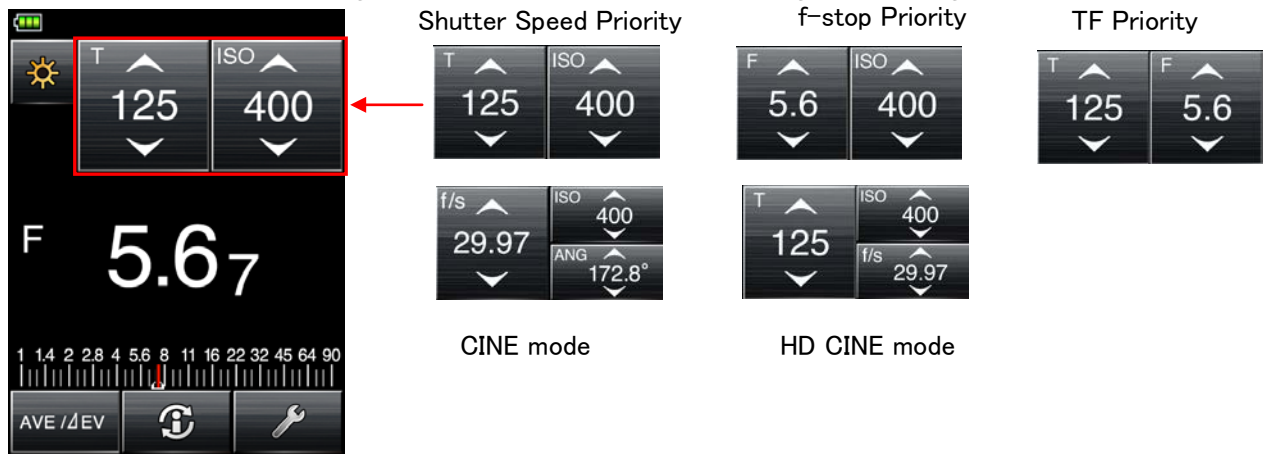 Shutter Speed Priority
f-stop Priority
TF Priority
T
125
ISO
400
F
5.6₇
1 1.4 2 2.8 4 5.6 8 11 16 22 32 45 64 90
AVE /⊿EV
T
125
ISO
400
F
5.6
ISO
400
T
125
F
5.6
f/s
29.97
ISO
400
ANG
172.8°
T
125
ISO
400
f/s
29.97
CINE mode
HD CINE mode